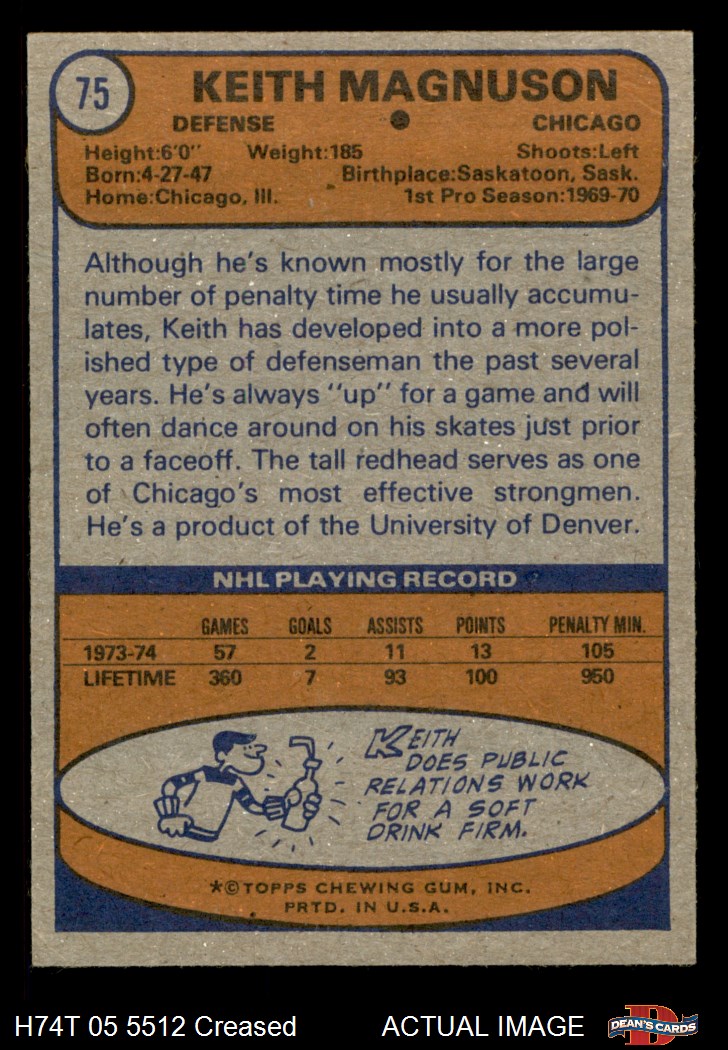 75
KEITH MAGNUSON
DEFENSE ● CHICAGO
Height:6'0" Weight:185 Shoots:Left
Born:4-27-47 Birthplace:Saskatoon, Sask.
Home:Chicago, Ill. 1st Pro Season:1969-70
Although he's known mostly for the large
number of penalty time he usually accumu-
lates, Keith has developed into a more pol-
ished type of defenseman the past several
years. He's always "up" for a game and will
often dance around on his skates just prior
to a faceoff. The tall redhead serves as one
of Chicago's most effective strongmen.
He's a product of the University of Denver.
NHL PLAYING RECORD
GAMES GOALS ASSISTS POINTS PENALTY MIN.
1973-74 57 2 11 13 105
LIFETIME 360 7 93 100 950
KEITH
DOES PUBLIC
RELATIONS WORK
FOR A SOFT
DRINK FIRM.
*©TOPPS CHEWING GUM, INC.
PRTD. IN U.S.A.
H74T 05 5512 Creased ACTUAL IMAGE
D
DEAN'S CARDS